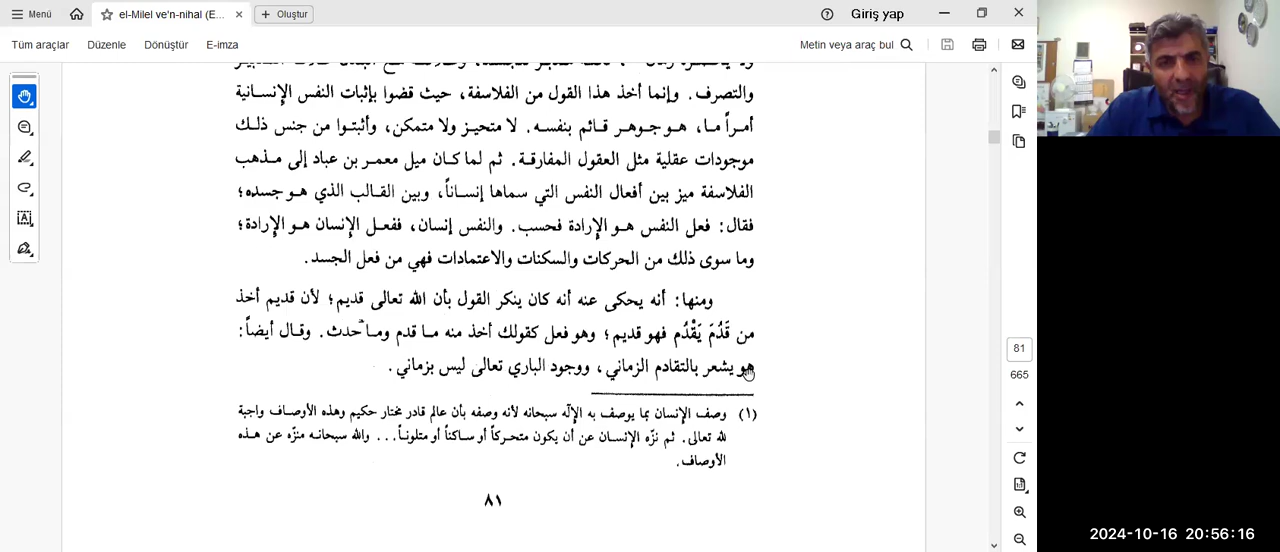 Menü
el-Milel ve'n-nihal (E...
Oluştur
Giriş yap
Tüm araçlar
Düzenle
Dönüştür
E-imza
Metin veya araç bul
والتصرف. وإنما أخذ هذا القول من الفلاسفة، حيث قضوا بإثبات النفس الإنسانية
أمراً ما، هو جوهر قائم بنفسه. لا متحيز ولا متمكن، وأثبتوا من جنس ذلك
موجودات عقلية مثل العقول المفارقة. ثم لما كان ميل معمر بن عباد إلى مذهب
الفلاسفة ميز بين أفعال النفس التي سماها إنساناً، وبين القالب الذي هو جسده؛
فقال: فعل النفس هو الإرادة فحسب. والنفس إنسان، ففعل الإنسان هو الإرادة؛
وما سوى ذلك من الحركات والسكنات والاعتمادات فهي من فعل الجسد.
ومنها: أنه يحكى عنه أنه كان ينكر القول بأن الله تعالى قديم؛ لأن قديم أخذ
من قَدُمَ يَقْدُم فهو قديم؛ وهو فعل كقولك أخذ منه ما قدم وما حدث. وقال أيضاً:
هو يشعر بالتقادم الزماني، ووجود الباري تعالى ليس بزماني.
(١) وصف الإنسان بما يوصف به الإلّه سبحانه لأنه وصفه بأن عالم قادر مختار حكيم وهذه الأوصاف واجبة
لله تعالى. ثم نزّه الإنسان عن أن يكون متحركاً أو ساكناً أو متلوناً... والله سبحانه منزّه عن هذه
الأوصاف.
٨١
81
665
2024-10-16 20:56:16